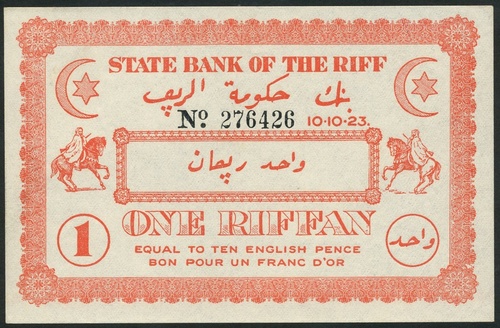 STATE BANK OF THE RIFF
بنك حكومة الريف
Nº 276426 10·10·23.
واحد ريفان
ONE RIFFAN
1
EQUAL TO TEN ENGLISH PENCE
BON POUR UN FRANC D'OR
واحد